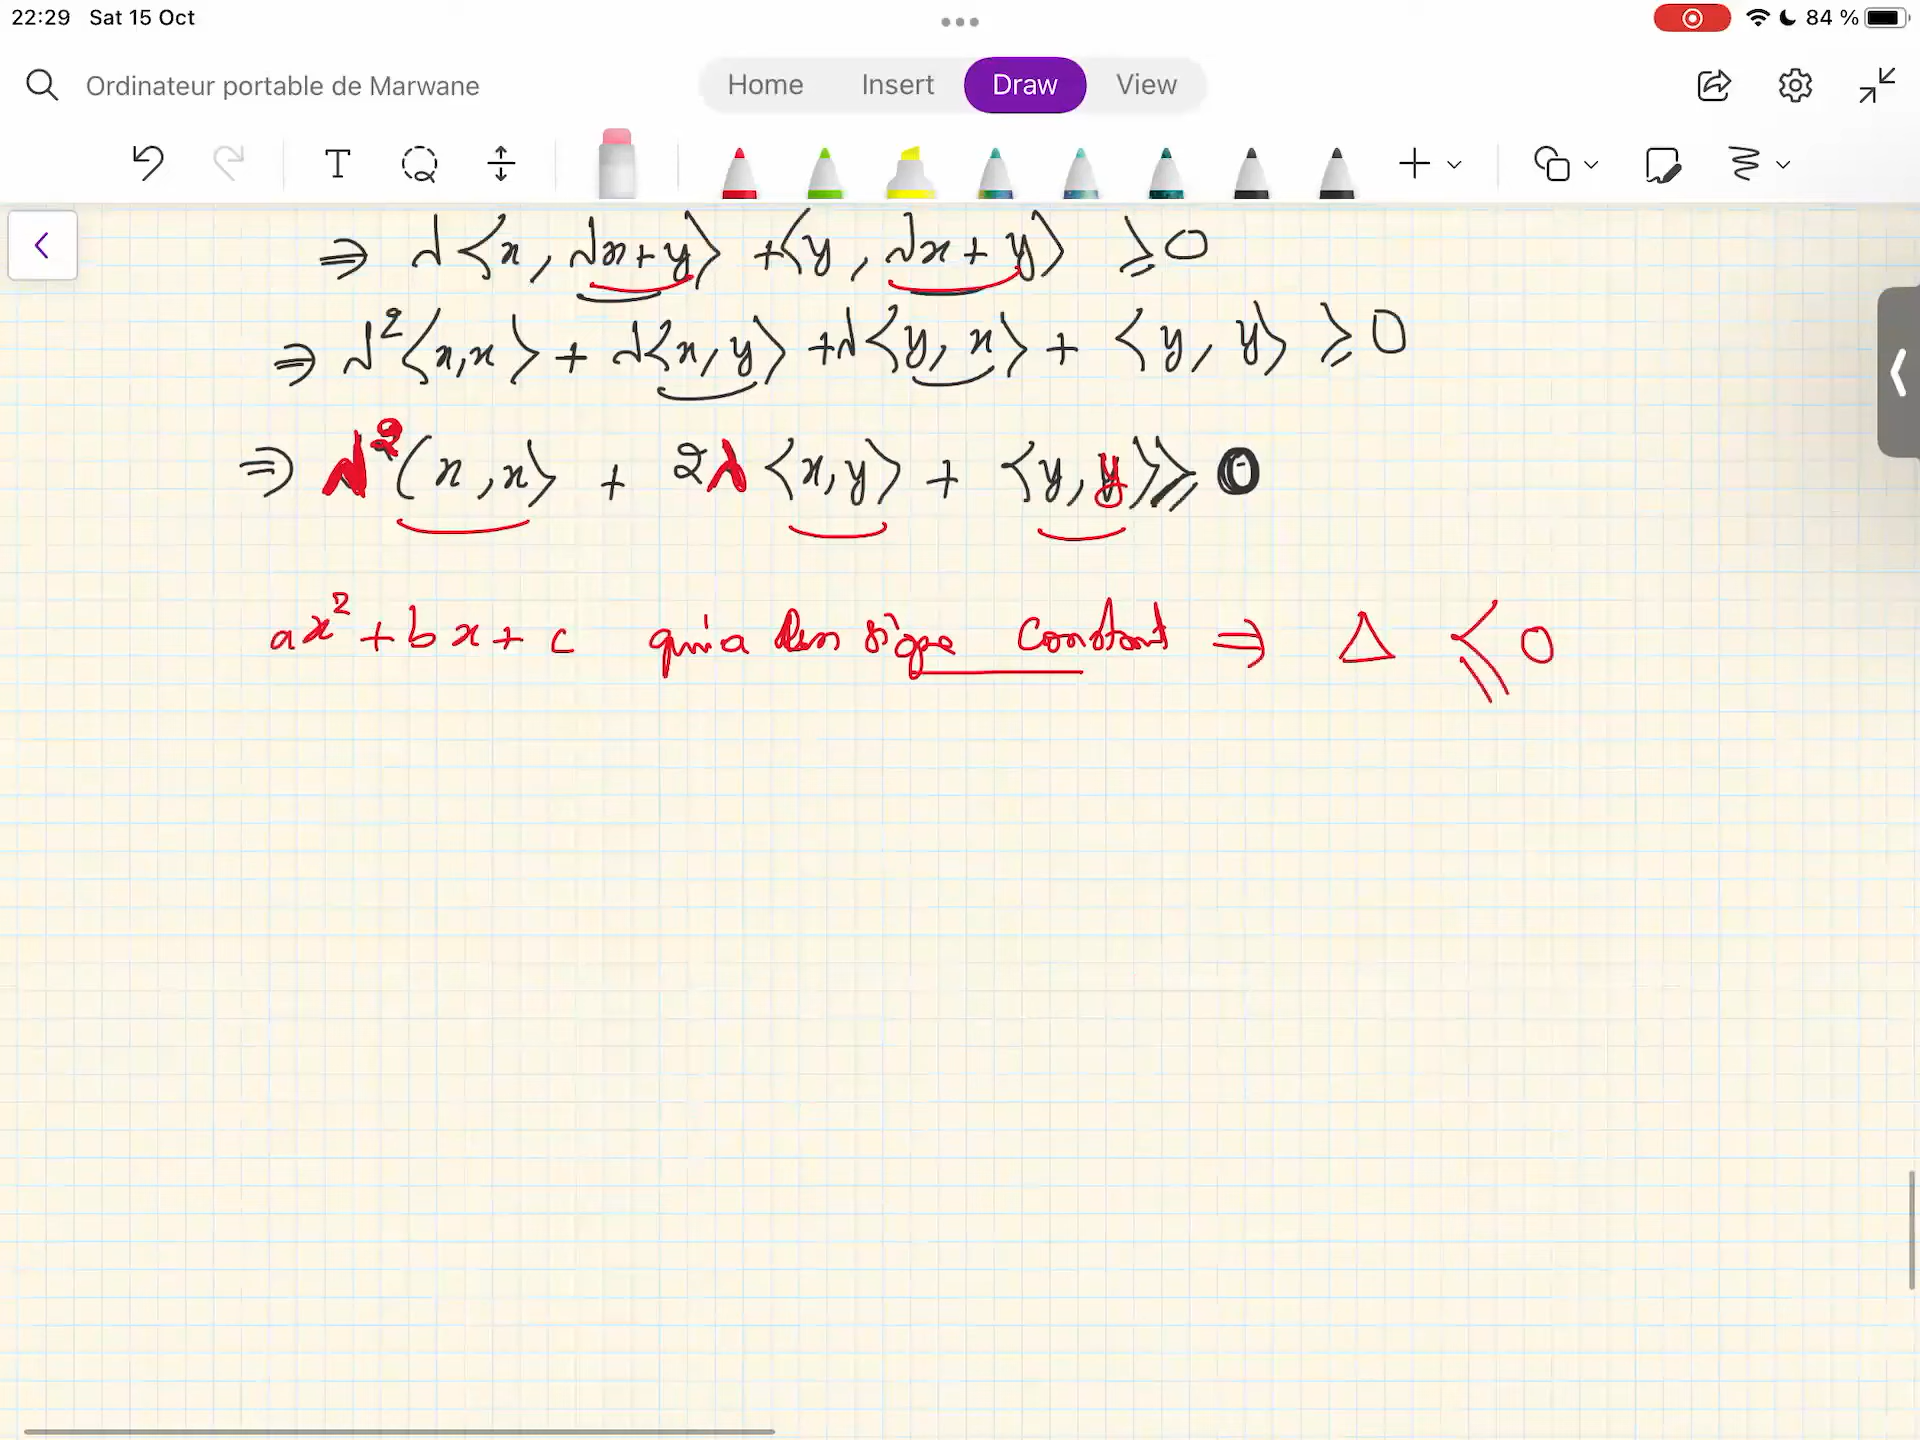 22:29 Sat 15 Oct
84 %
Ordinateur portable de Marwane
Home Insert Draw View
T
⇒ λ⟨x, λx+y⟩ + ⟨y, λx+y⟩ ≥ 0
⇒ λ²⟨x,x⟩ + λ⟨x,y⟩ + λ⟨y,x⟩ + ⟨y,y⟩ ≥ 0
⇒ λ²(x,x⟩ + 2λ⟨x,y⟩ + ⟨y,y⟩ ≥ 0
ax² + bx + c qui a un signe constant ⇒ Δ ≤ 0